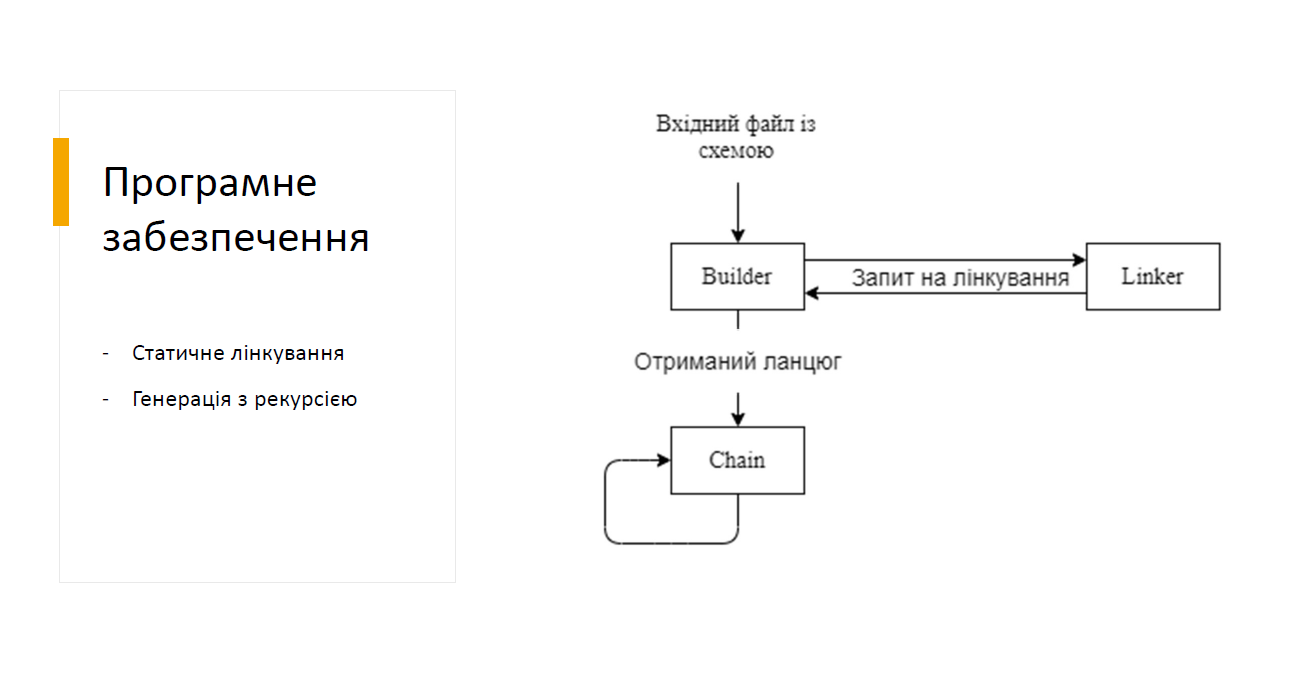 Програмне
забезпечення
- Статичне лінкування
- Генерація з рекурсією
Вхідний файл із
схемою
Builder
Запит на лінкування
Linker
Отриманий ланцюг
Chain